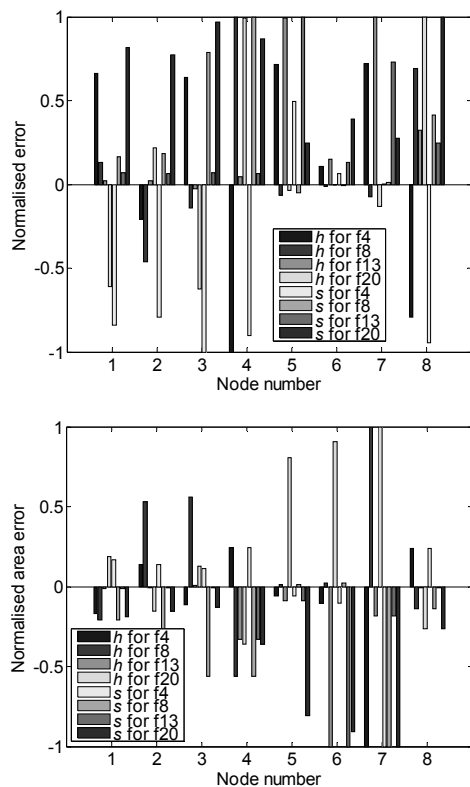 1
0.5
0
-0.5
-1
Normalised error
h for f4
h for f8
h for f13
h for f20
s for f4
s for f8
s for f13
s for f20
1 2 3 4 5 6 7 8
Node number
1
0.5
0
-0.5
-1
Normalised area error
h for f4
h for f8
h for f13
h for f20
s for f4
s for f8
s for f13
s for f20
1 2 3 4 5 6 7 8
Node number